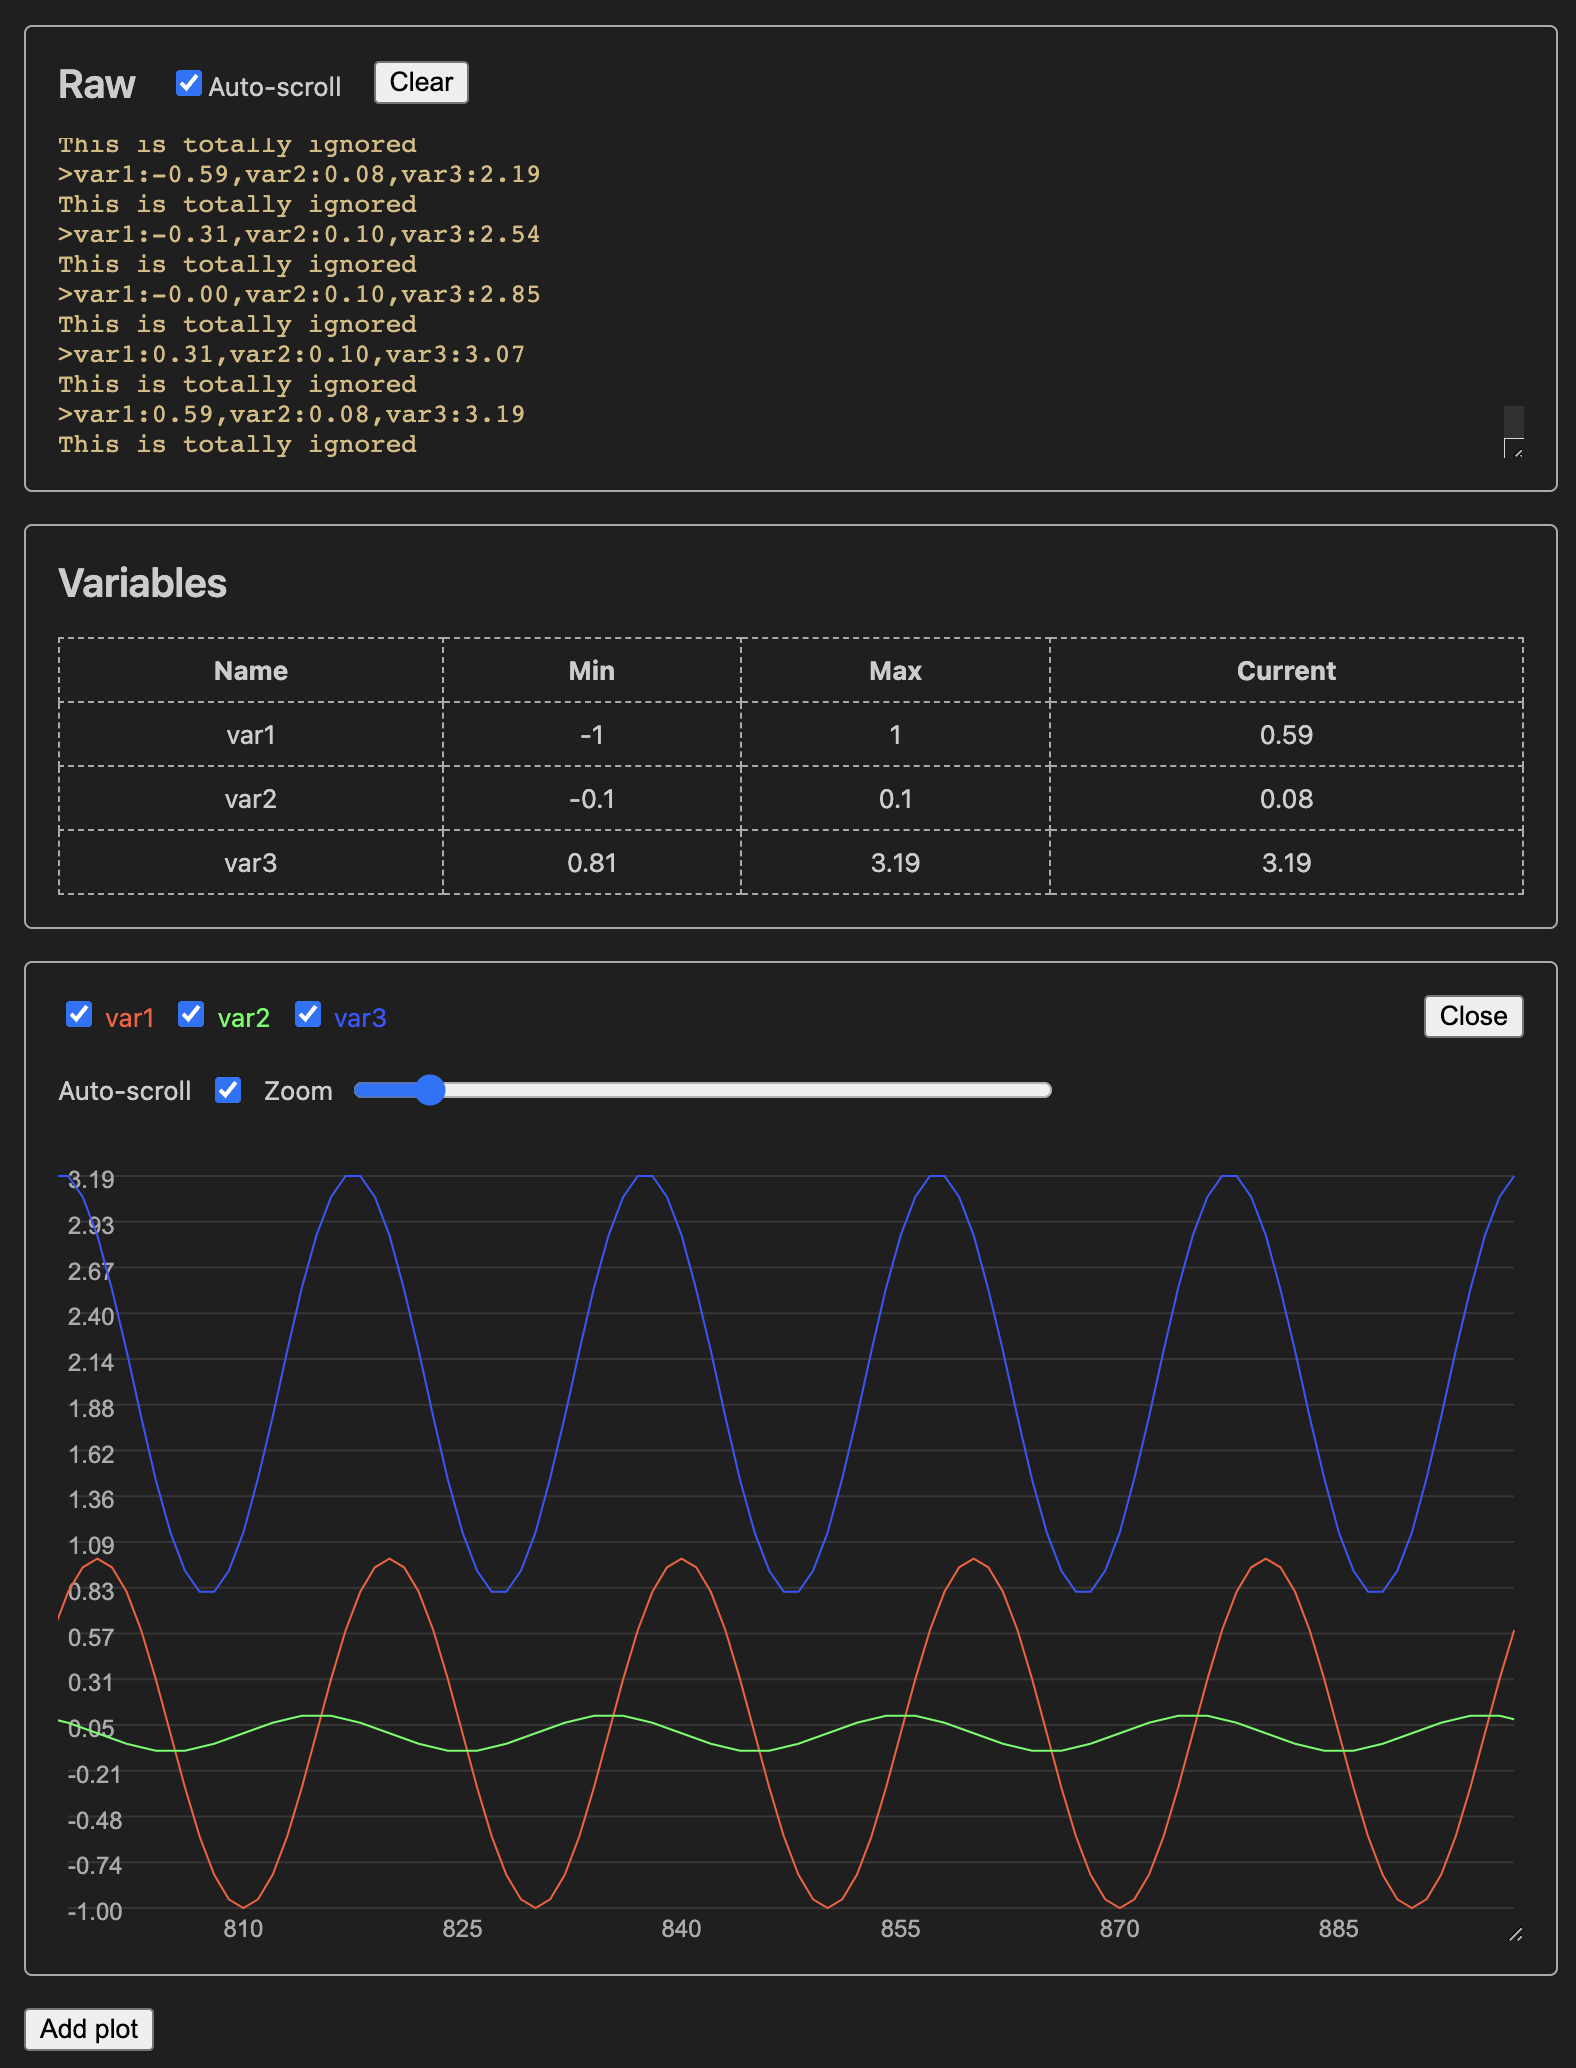 Raw Auto-scroll Clear
This is totally ignored
>var1:-0.59,var2:0.08,var3:2.19
This is totally ignored
>var1:-0.31,var2:0.10,var3:2.54
This is totally ignored
>var1:-0.00,var2:0.10,var3:2.85
This is totally ignored
>var1:0.31,var2:0.10,var3:3.07
This is totally ignored
>var1:0.59,var2:0.08,var3:3.19
This is totally ignored
Variables
Name Min Max Current
var1 -1 1 0.59
var2 -0.1 0.1 0.08
var3 0.81 3.19 3.19
var1 var2 var3 Close
Auto-scroll Zoom
3.19
2.93
2.67
2.40
2.14
1.88
1.62
1.36
1.09
0.83
0.57
0.31
0.05
-0.21
-0.48
-0.74
-1.00
810 825 840 855 870 885
Add plot